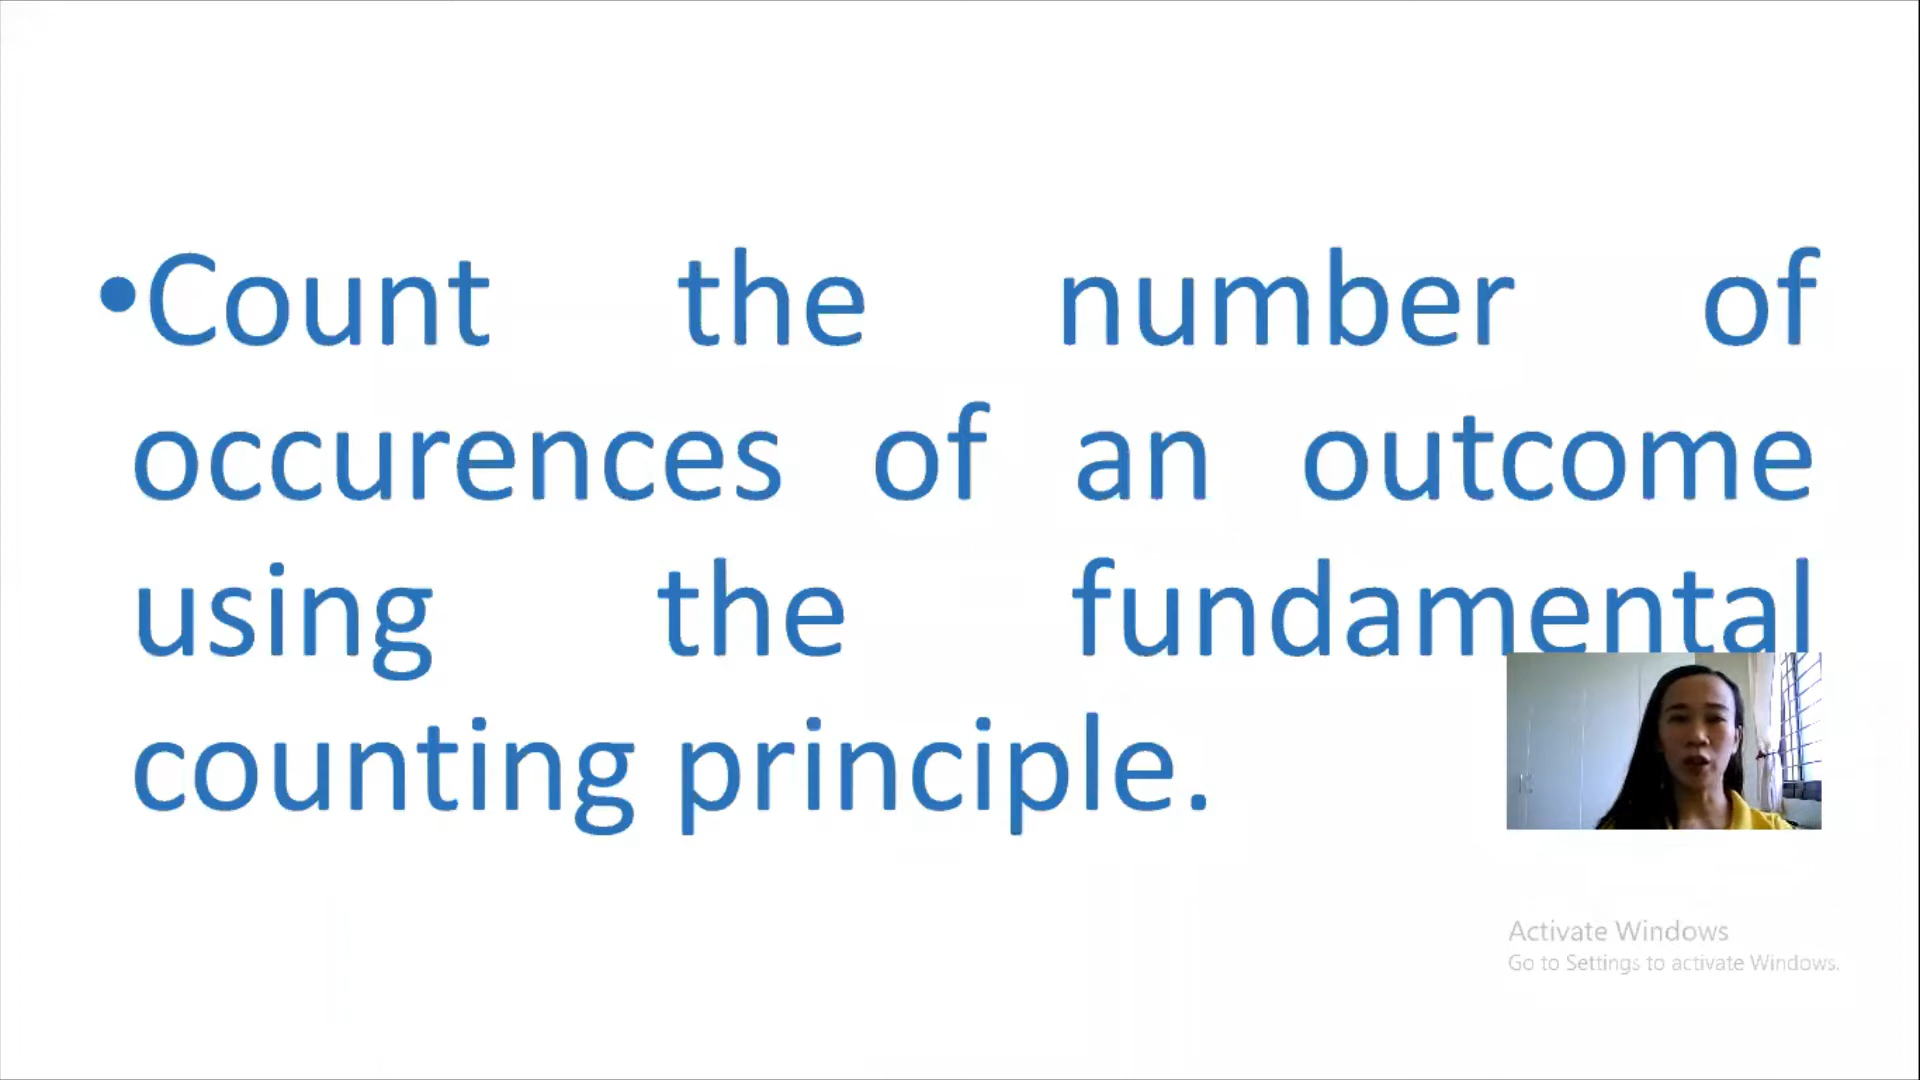 •Count the number of
occurences of an outcome
using the fundamental
counting principle.
Activate Windows
Go to Settings to activate Windows.